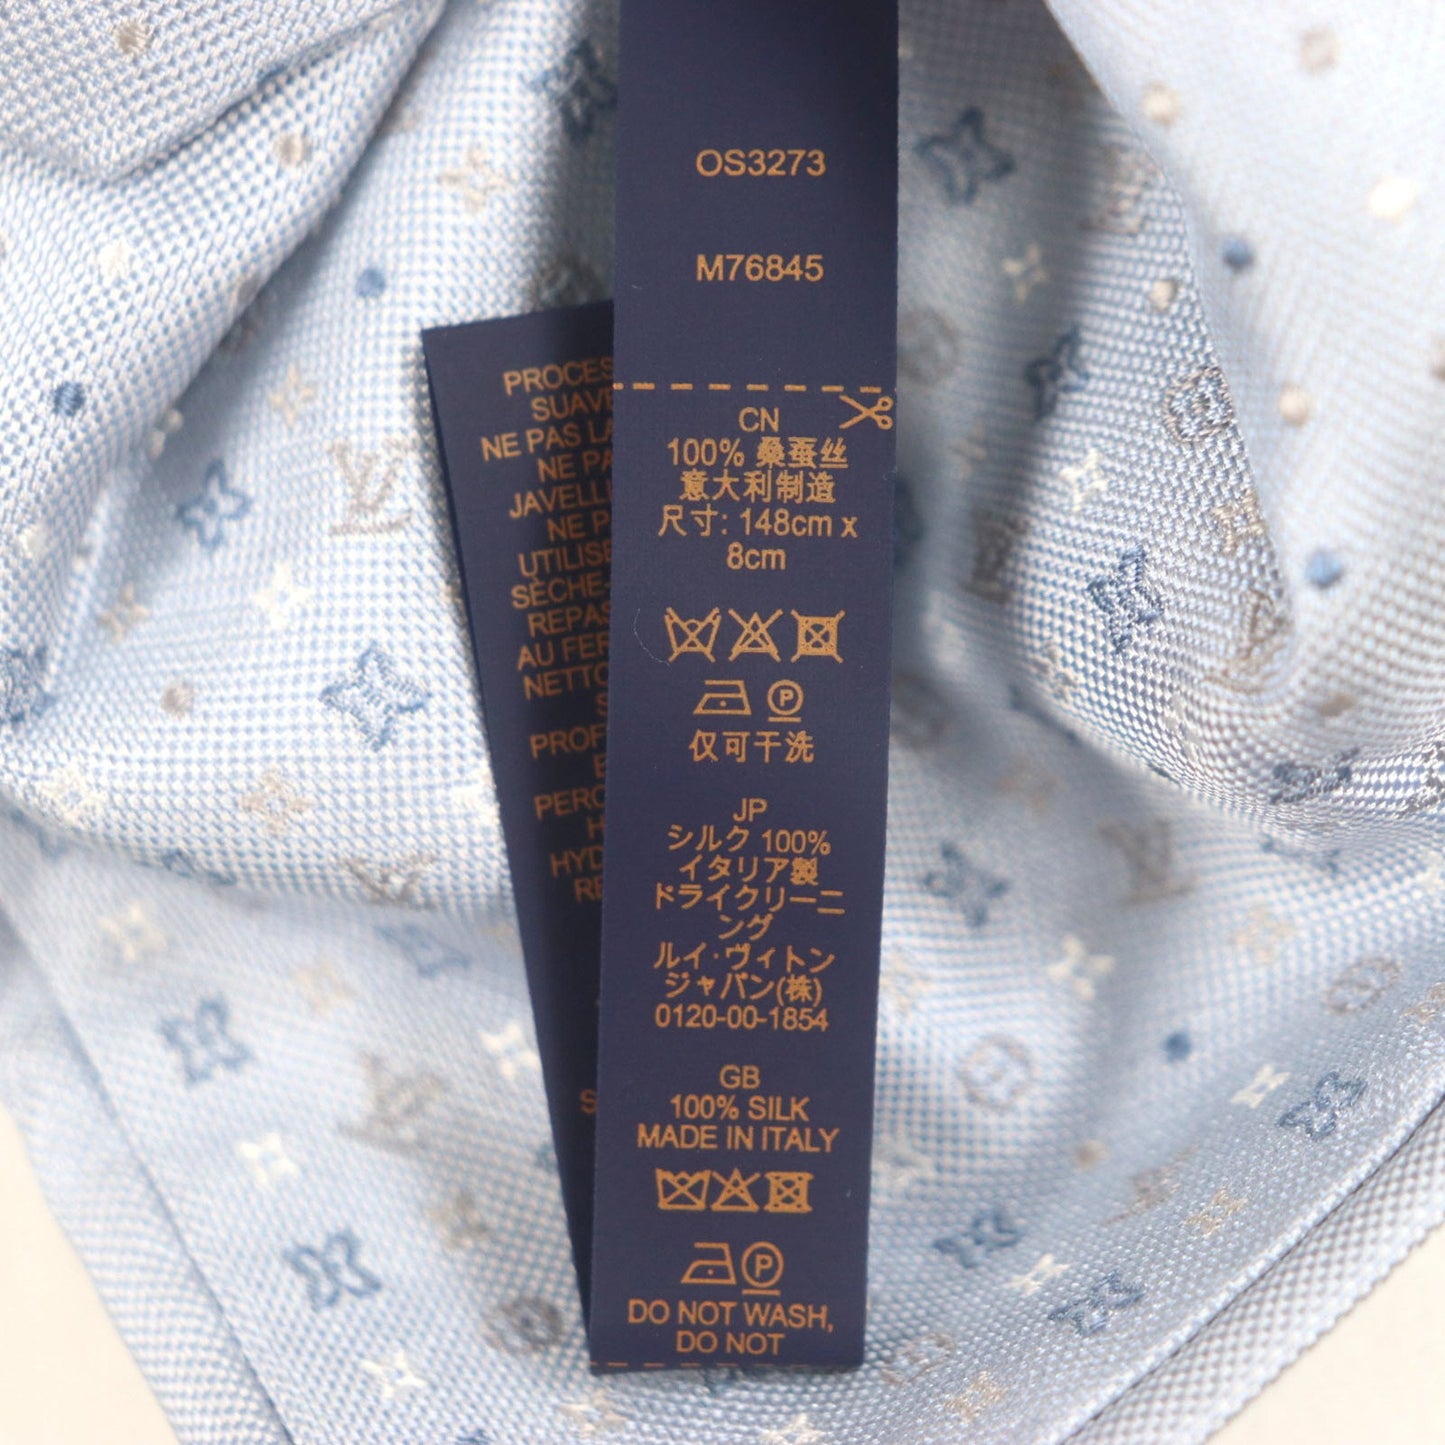 OS3273
M76845
CN
100% 桑蚕丝
意大利制造
尺寸: 148cm x
8cm
仅可干洗
JP
シルク 100%
イタリア製
ドライクリーニ
ング
ルイ・ヴィトン
ジャパン(株)
0120-00-1854
GB
100% SILK
MADE IN ITALY
DO NOT WASH,
DO NOT
NE PAS
NE
JAVELL
NE
UTILISE
SÈCHE-
REPAS
AU FER
NETTO
PROF
E
PERC
H
HYD
RE
S